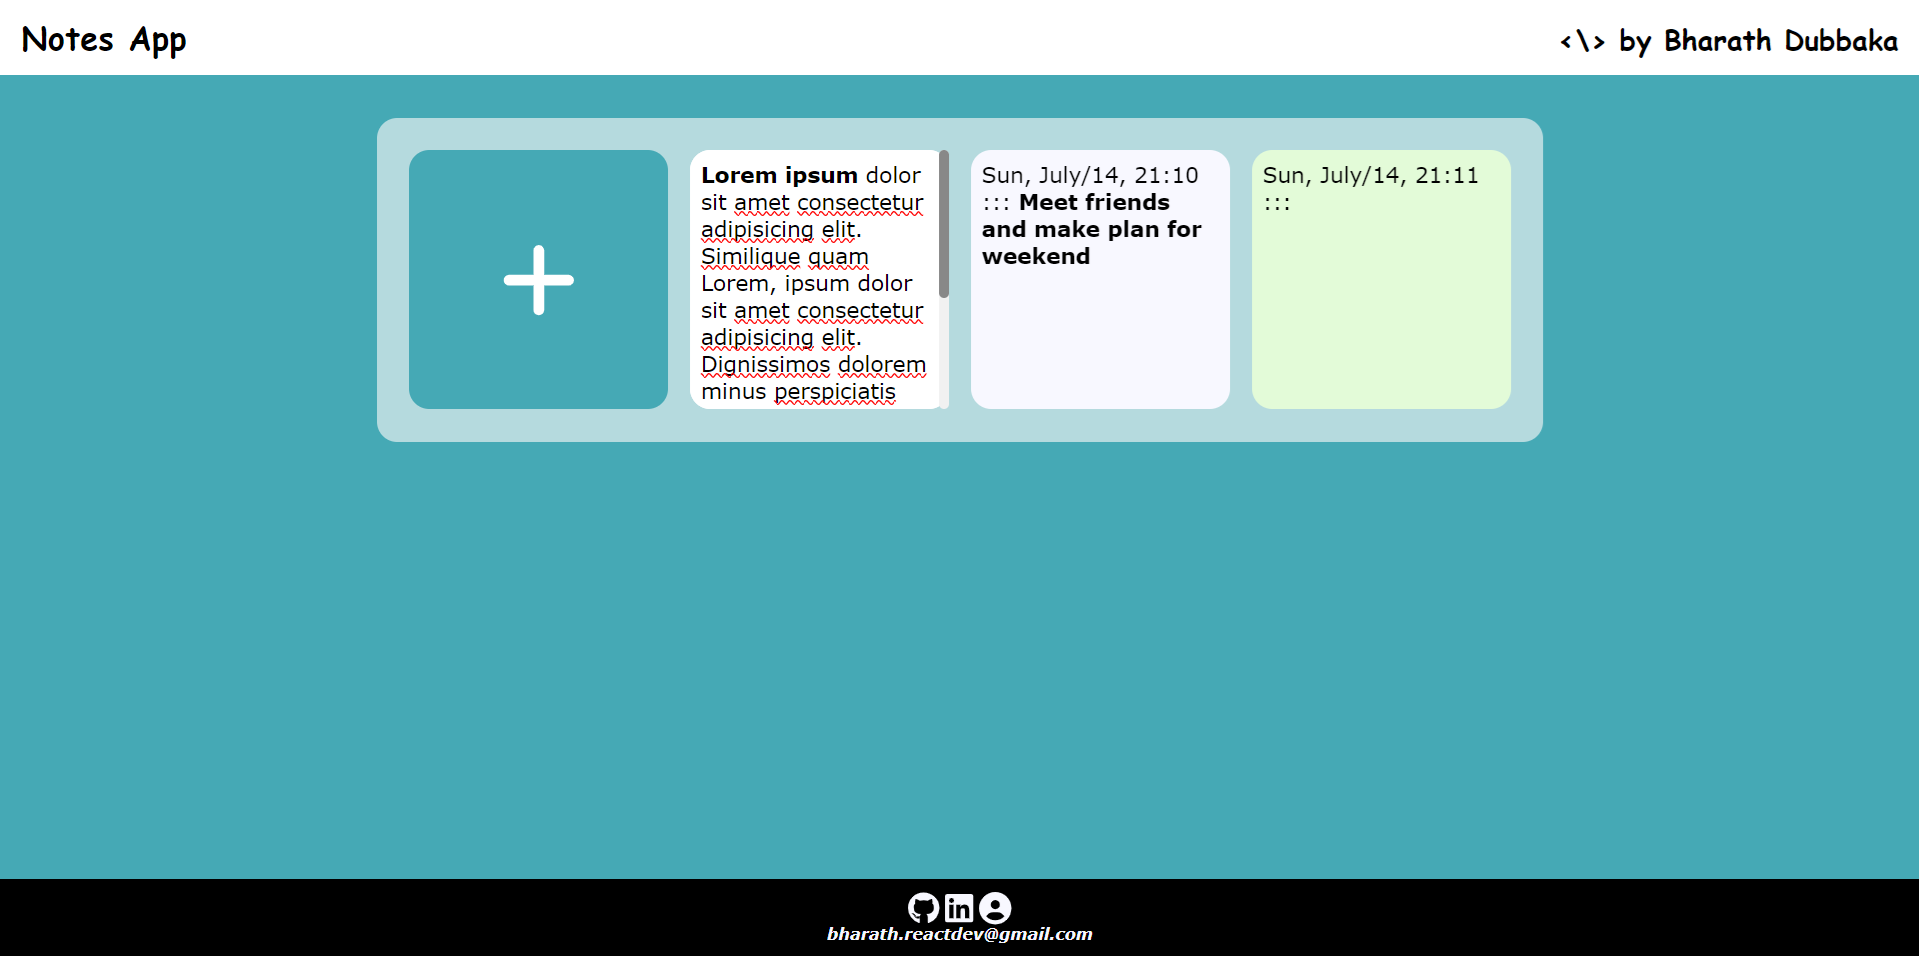 Notes App
<\> by Bharath Dubbaka
Lorem ipsum dolor
sit amet consectetur
adipisicing elit.
Similique quam
Lorem, ipsum dolor
sit amet consectetur
adipisicing elit.
Dignissimos dolorem
minus perspiciatis
Sun, July/14, 21:10
::: Meet friends
and make plan for
weekend
Sun, July/14, 21:11
:::
in
bharath.reactdev@gmail.com